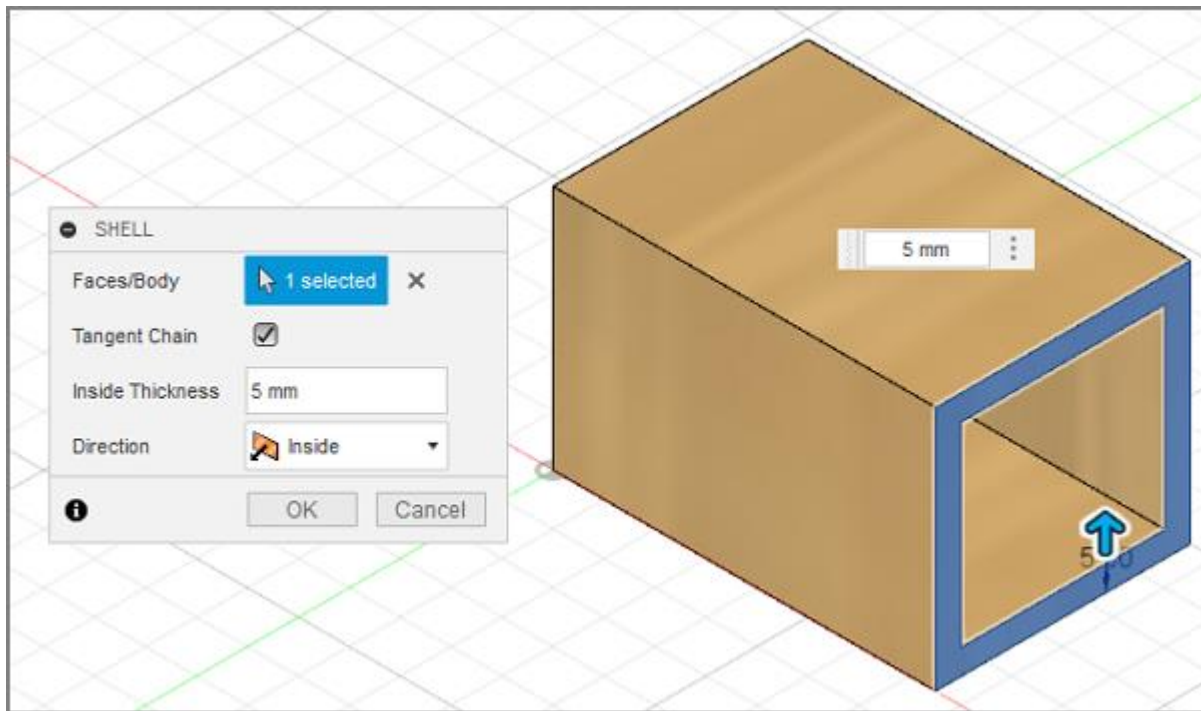 SHELL
Faces/Body 1 selected
Tangent Chain
Inside Thickness 5 mm
Direction Inside
OK Cancel
5 mm